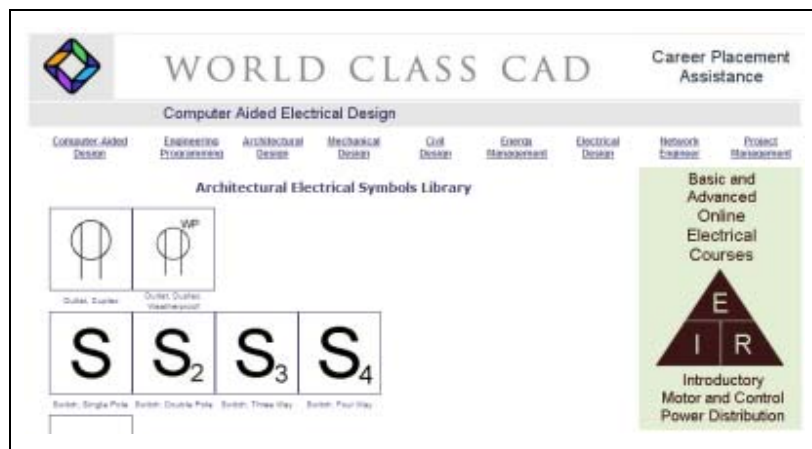 WORLD CLASS CAD
Career Placement
Assistance
Computer Aided Electrical Design
Computer Aided
Design
Engineering
Programming
Architectural
Design
Mechanical
Design
Civil
Design
Energy
Management
Electrical
Design
Network
Engineer
Project
Management
Architectural Electrical Symbols Library
WP
Outlet, Duplex
Outlet, Duplex,
Weatherproof
S
S2
S3
S4
Switch, Single Pole
Switch, Double Pole
Switch, Three Way
Switch, Four Way
Basic and
Advanced
Online
Electrical
Courses
E
I R
Introductory
Motor and Control
Power Distribution